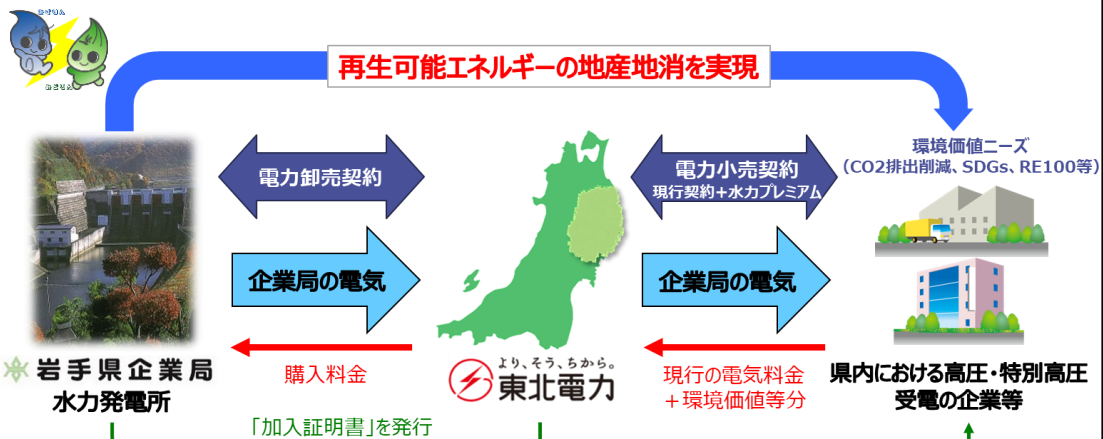 再生可能エネルギーの地産地消を実現
環境価値ニーズ
（CO2排出削減、SDGs、RE100等）
電力卸売契約
電力小売契約
現行契約＋水力プレミアム
企業局の電気
企業局の電気
岩手県企業局
水力発電所
購入料金
より、そう、ちから。
東北電力
現行の電気料金
＋環境価値等分
県内における高圧・特別高圧
受電の企業等
「加入証明書」を発行